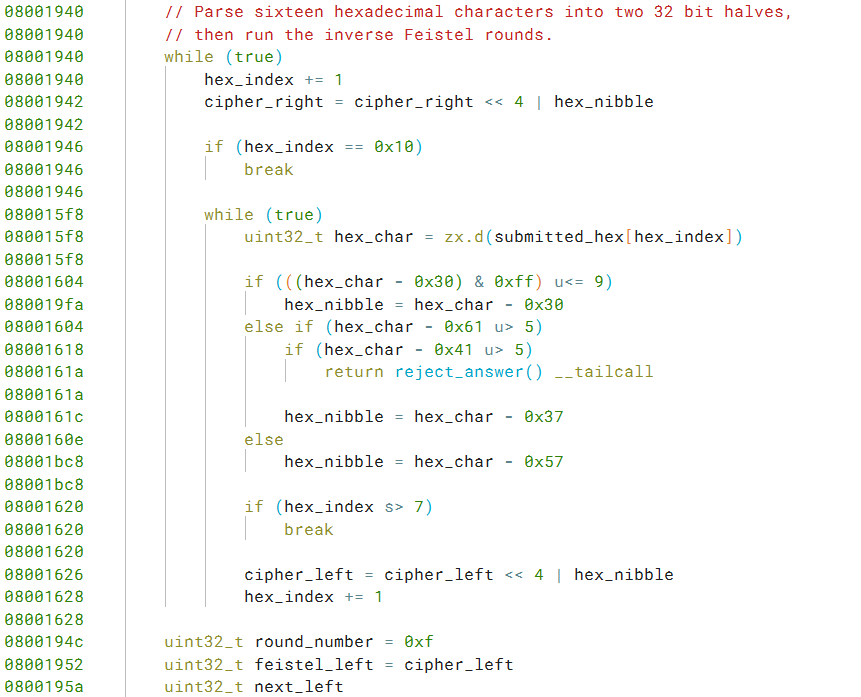 08001940 // Parse sixteen hexadecimal characters into two 32 bit halves,
08001940 // then run the inverse Feistel rounds.
08001940 while (true)
08001940 hex_index += 1
08001942 cipher_right = cipher_right << 4 | hex_nibble
08001942
08001946 if (hex_index == 0x10)
08001946 break
08001946
080015f8 while (true)
080015f8 uint32_t hex_char = zx.d(submitted_hex[hex_index])
080015f8
08001604 if (((hex_char - 0x30) & 0xff) u<= 9)
080019fa hex_nibble = hex_char - 0x30
08001604 else if (hex_char - 0x61 u> 5)
08001618 if (hex_char - 0x41 u> 5)
0800161a return reject_answer() __tailcall
0800161a
0800161c hex_nibble = hex_char - 0x37
0800160e else
08001bc8 hex_nibble = hex_char - 0x57
08001bc8
08001620 if (hex_index s> 7)
08001620 break
08001620
08001626 cipher_left = cipher_left << 4 | hex_nibble
08001628 hex_index += 1
08001628
0800194c uint32_t round_number = 0xf
08001952 uint32_t feistel_left = cipher_left
0800195a uint32_t next_left